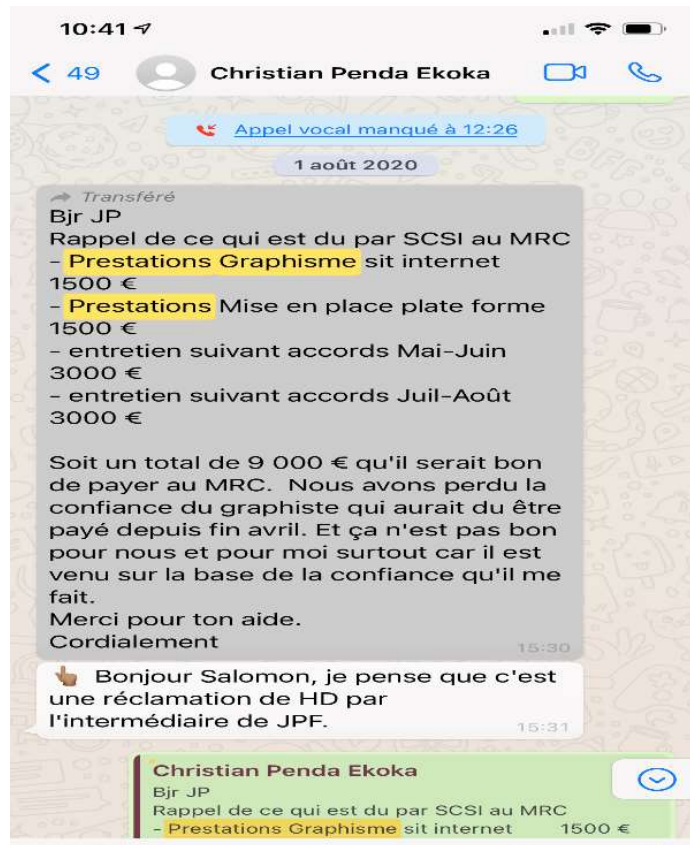 10:41
49 Christian Penda Ekoka
Appel vocal manqué à 12:26
1 août 2020
Transféré
Bjr JP
Rappel de ce qui est du par SCSI au MRC
- Prestations Graphisme sit internet
1500 €
- Prestations Mise en place plate forme
1500 €
- entretien suivant accords Mai-Juin
3000 €
- entretien suivant accords Juil-Août
3000 €
Soit un total de 9 000 € qu'il serait bon
de payer au MRC. Nous avons perdu la
confiance du graphiste qui aurait du être
payé depuis fin avril. Et ça n'est pas bon
pour nous et pour moi surtout car il est
venu sur la base de la confiance qu'il me
fait.
Merci pour ton aide.
Cordialement
15:30
👆🏾 Bonjour Salomon, je pense que c'est
une réclamation de HD par
l'intermédiaire de JPF.
15:31
Christian Penda Ekoka
Bjr JP
Rappel de ce qui est du par SCSI au MRC
- Prestations Graphisme sit internet 1500 €